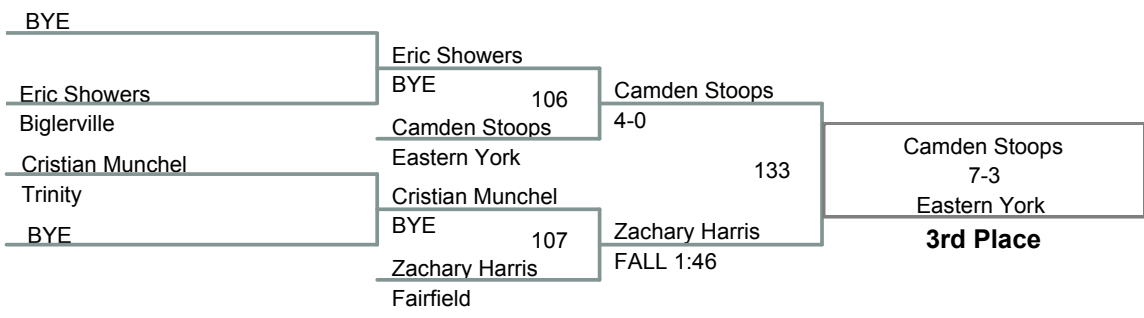 BYE
Eric Showers
Biglerville
Cristian Munchel
Trinity
BYE
Eric Showers
BYE
106
Camden Stoops
Eastern York
Cristian Munchel
BYE
107
Zachary Harris
Fairfield
Camden Stoops
4-0
133
Zachary Harris
FALL 1:46
Camden Stoops
7-3
Eastern York
3rd Place